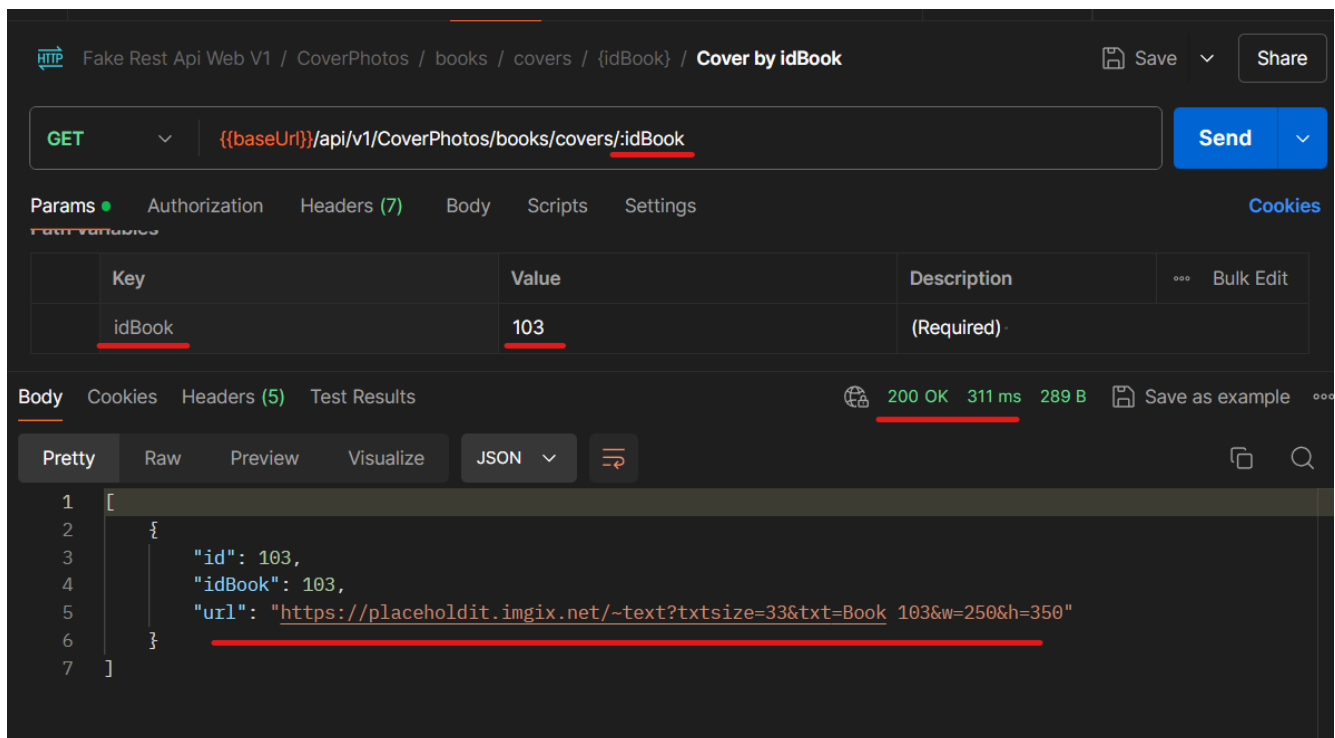 HTTP Fake Rest Api Web V1 / CoverPhotos / books / covers / {idBook} / Cover by idBook Save Share
GET {{baseUrl}}/api/v1/CoverPhotos/books/covers/:idBook Send
Params Authorization Headers (7) Body Scripts Settings Cookies
Path Variables
Key Value Description Bulk Edit
idBook 103 (Required)
Body Cookies Headers (5) Test Results 200 OK 311 ms 289 B Save as example
Pretty Raw Preview Visualize JSON
1 [
2 {
3 "id": 103,
4 "idBook": 103,
5 "url": "https://placeholdit.imgix.net/~text?txtsize=33&txt=Book 103&w=250&h=350"
6 }
7 ]